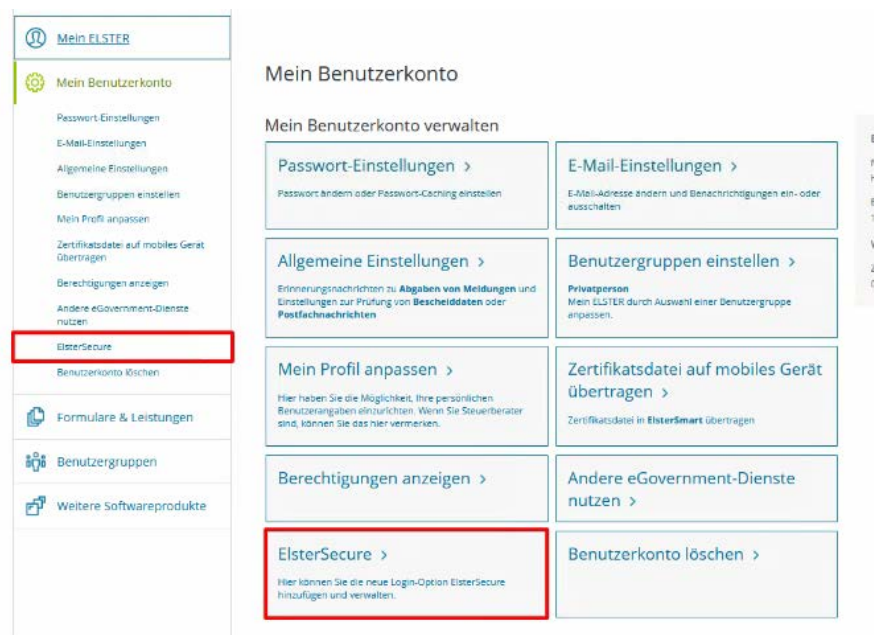 Mein ELSTER
Mein Benutzerkonto
Passwort-Einstellungen
E-Mail-Einstellungen
Allgemeine Einstellungen
Benutzergruppen einstellen
Mein Profil anpassen
Zertifikatsdatei auf mobiles Gerät
übertragen
Berechtigungen anzeigen
Andere eGovernment-Dienste
nutzen
ElsterSecure
Benutzerkonto löschen
Formulare & Leistungen
Benutzergruppen
Weitere Softwareprodukte
Mein Benutzerkonto
Mein Benutzerkonto verwalten
Passwort-Einstellungen >
Passwort ändern oder Passwort-Caching einstellen
E-Mail-Einstellungen >
E-Mail-Adresse ändern und Benachrichtigungen ein- oder
ausschalten
Allgemeine Einstellungen >
Erinnerungsnachrichten zu Abgaben von Meldungen und
Einstellungen zur Prüfung von Bescheiddaten oder
Postfachnachrichten
Benutzergruppen einstellen >
Privatperson
Mein ELSTER durch Auswahl einer Benutzergruppe
anpassen.
Mein Profil anpassen >
Hier haben Sie die Möglichkeit, Ihre persönlichen
Benutzerangaben einzurichten. Wenn Sie Steuerberater
sind, können Sie das hier vermerken.
Zertifikatsdatei auf mobiles Gerät
übertragen >
Zertifikatsdatei in ElsterSmart übertragen
Berechtigungen anzeigen >
Andere eGovernment-Dienste
nutzen >
ElsterSecure >
Hier können Sie die neue Login-Option ElsterSecure
hinzufügen und verwalten.
Benutzerkonto löschen >